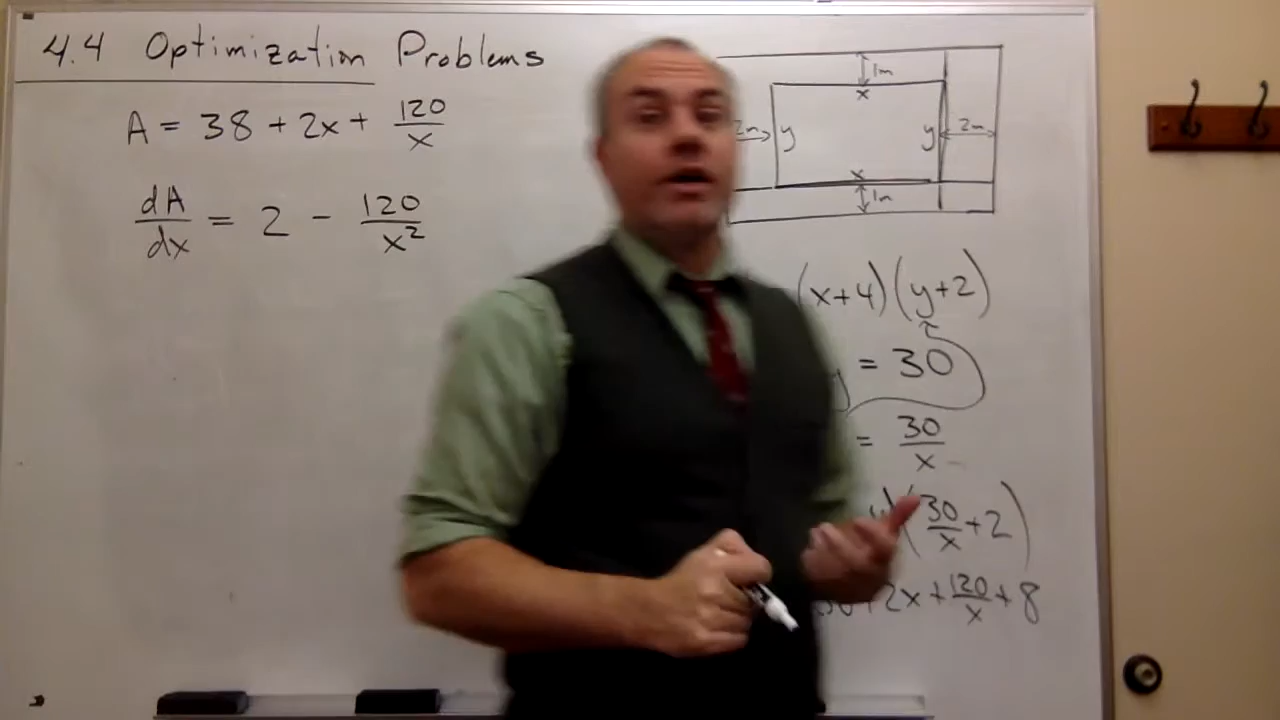 4.4 Optimization Problems
A = 38 + 2x + 120/x
dA/dx = 2 - 120/x²
1m
x
y
y
2m
x
1m
(x+4)(y+2)
= 30
= 30/x
(30/x + 2)
2x + 120/x + 8